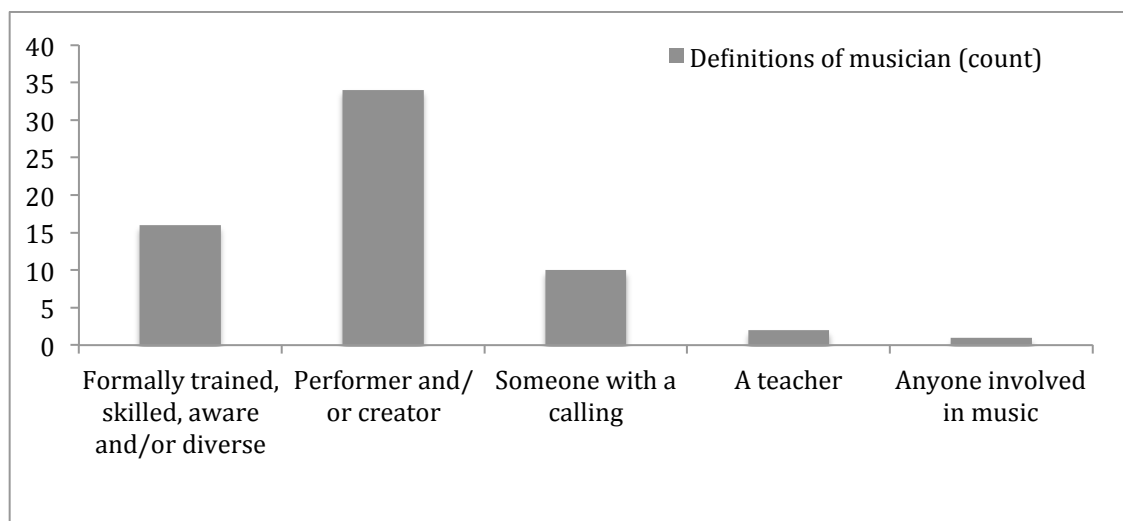 40
35
30
25
20
15
10
5
0
Definitions of musician (count)
Formally trained,
skilled, aware
and/or diverse
Performer and/
or creator
Someone with a
calling
A teacher
Anyone involved
in music